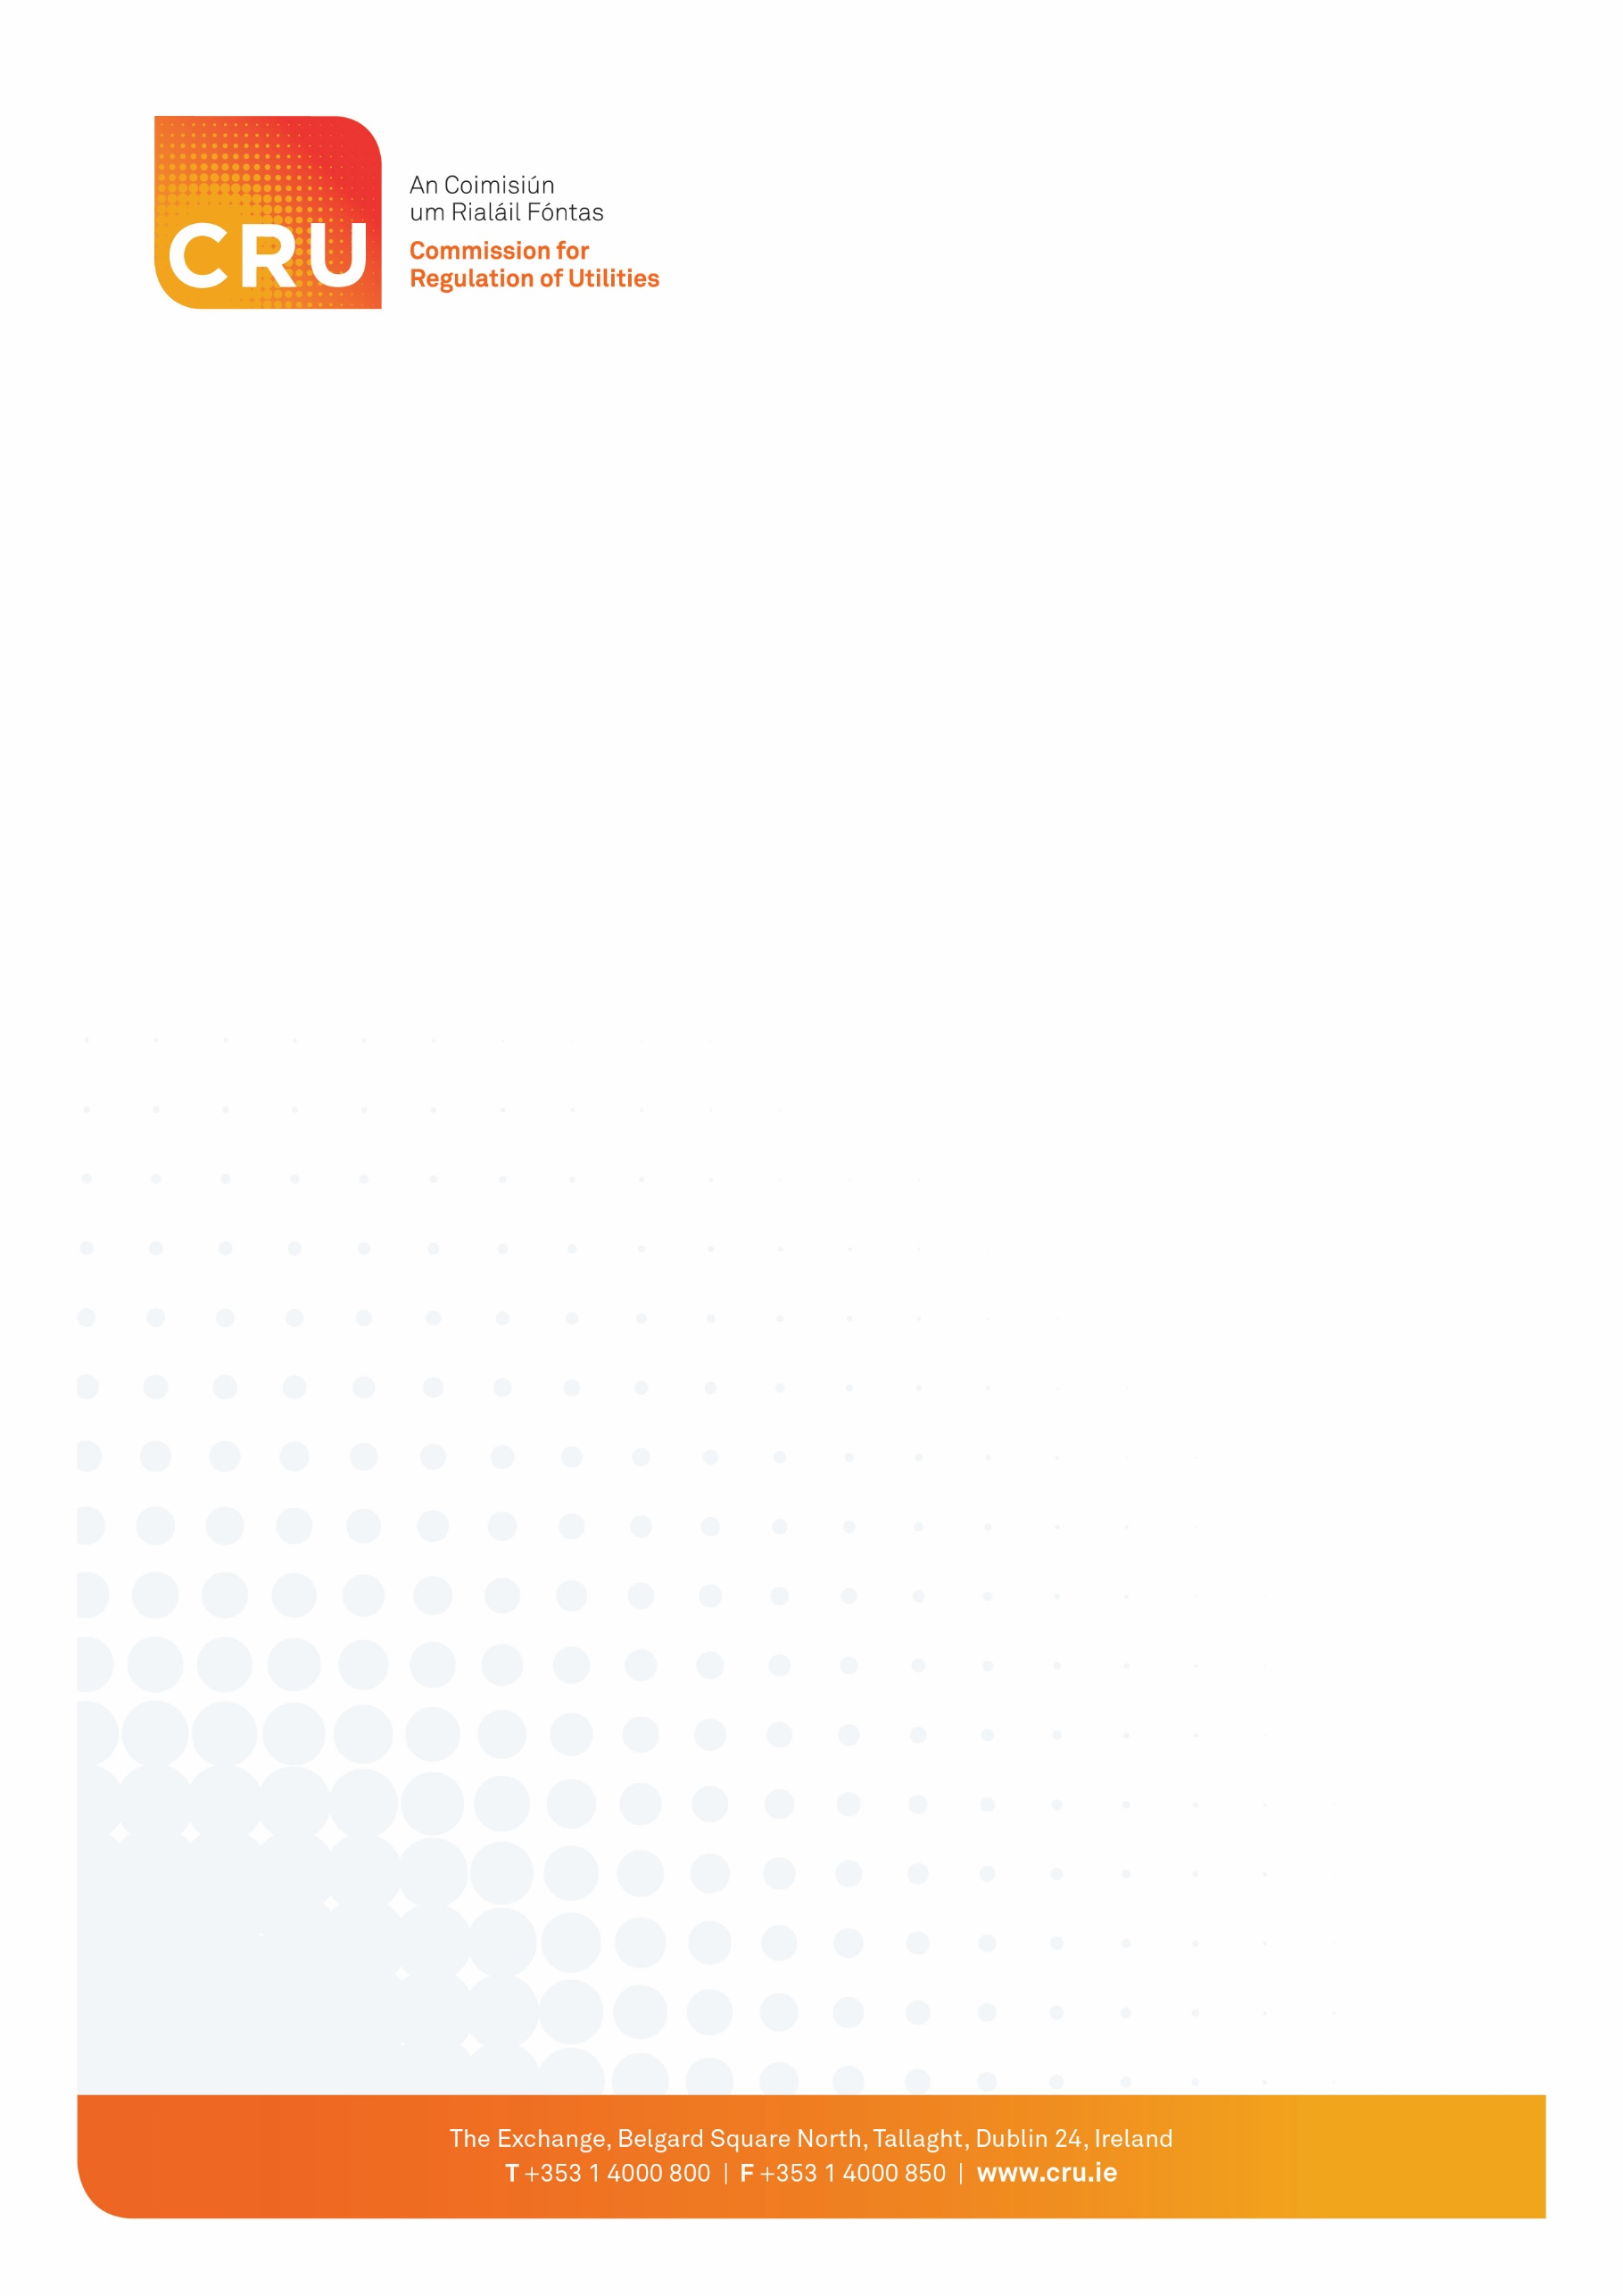 CRU
An Coimisiún
um Rialáil Fóntas
Commission for
Regulation of Utilities
The Exchange, Belgard Square North, Tallaght, Dublin 24, Ireland
T +353 1 4000 800 | F +353 1 4000 850 | www.cru.ie